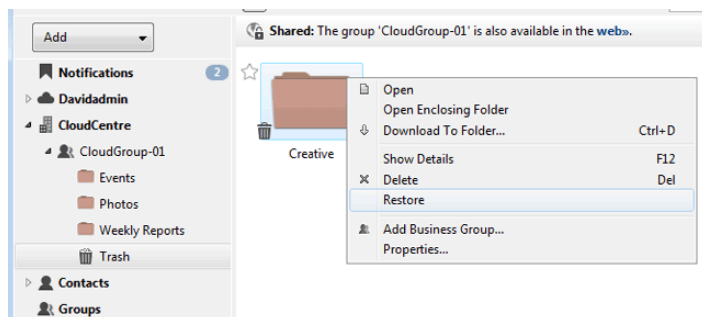 Add
Shared: The group 'CloudGroup-01' is also available in the web».
Notifications 2
Davidadmin
CloudCentre
CloudGroup-01
Events
Photos
Weekly Reports
Trash
Contacts
Groups
Creative
Open
Open Enclosing Folder
Download To Folder... Ctrl+D
Show Details F12
Delete Del
Restore
Add Business Group...
Properties...